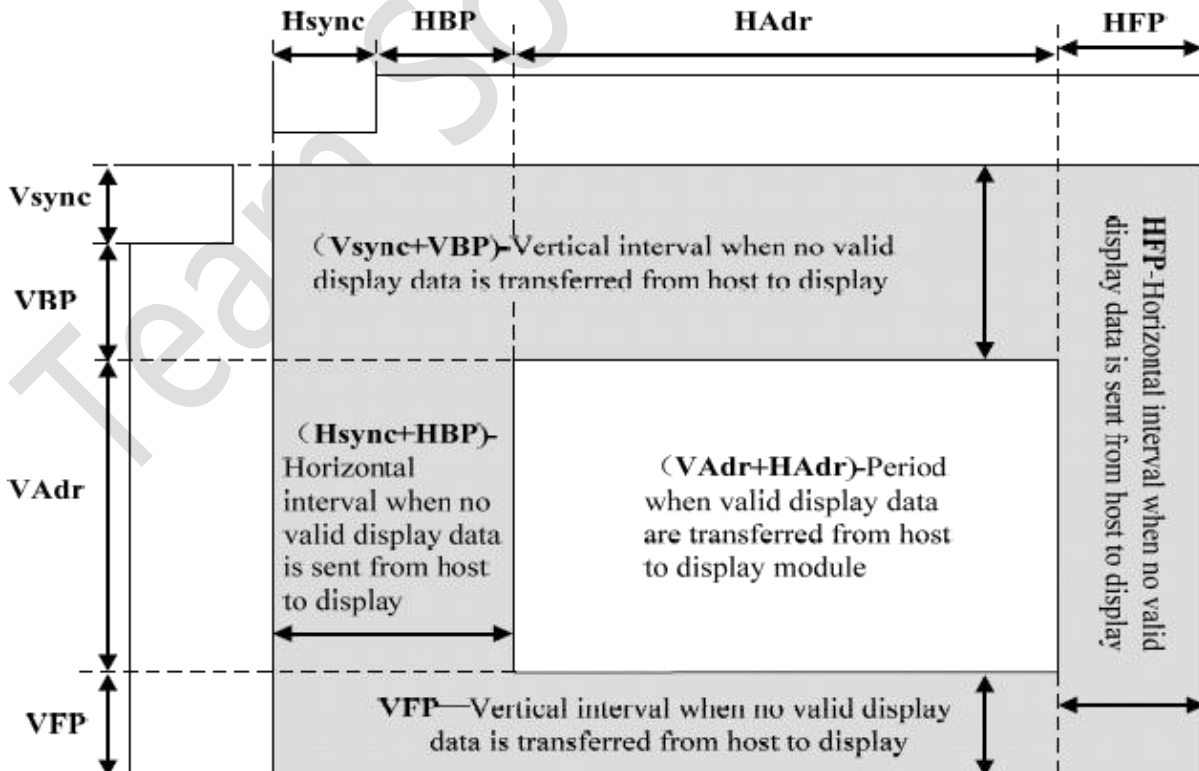 Hsync HBP HAdr HFP
Vsync
VBP
VAdr
VFP
(Vsync+VBP)-Vertical interval when no valid
display data is transferred from host to display
(Hsync+HBP)-
Horizontal
interval when no
valid display data
is sent from host
to display
(VAdr+HAdr)-Period
when valid display data
are transferred from host
to display module
HFP-Horizontal interval when no valid
display data is sent from host to display
VFP—Vertical interval when no valid display
data is transferred from host to display
Team So